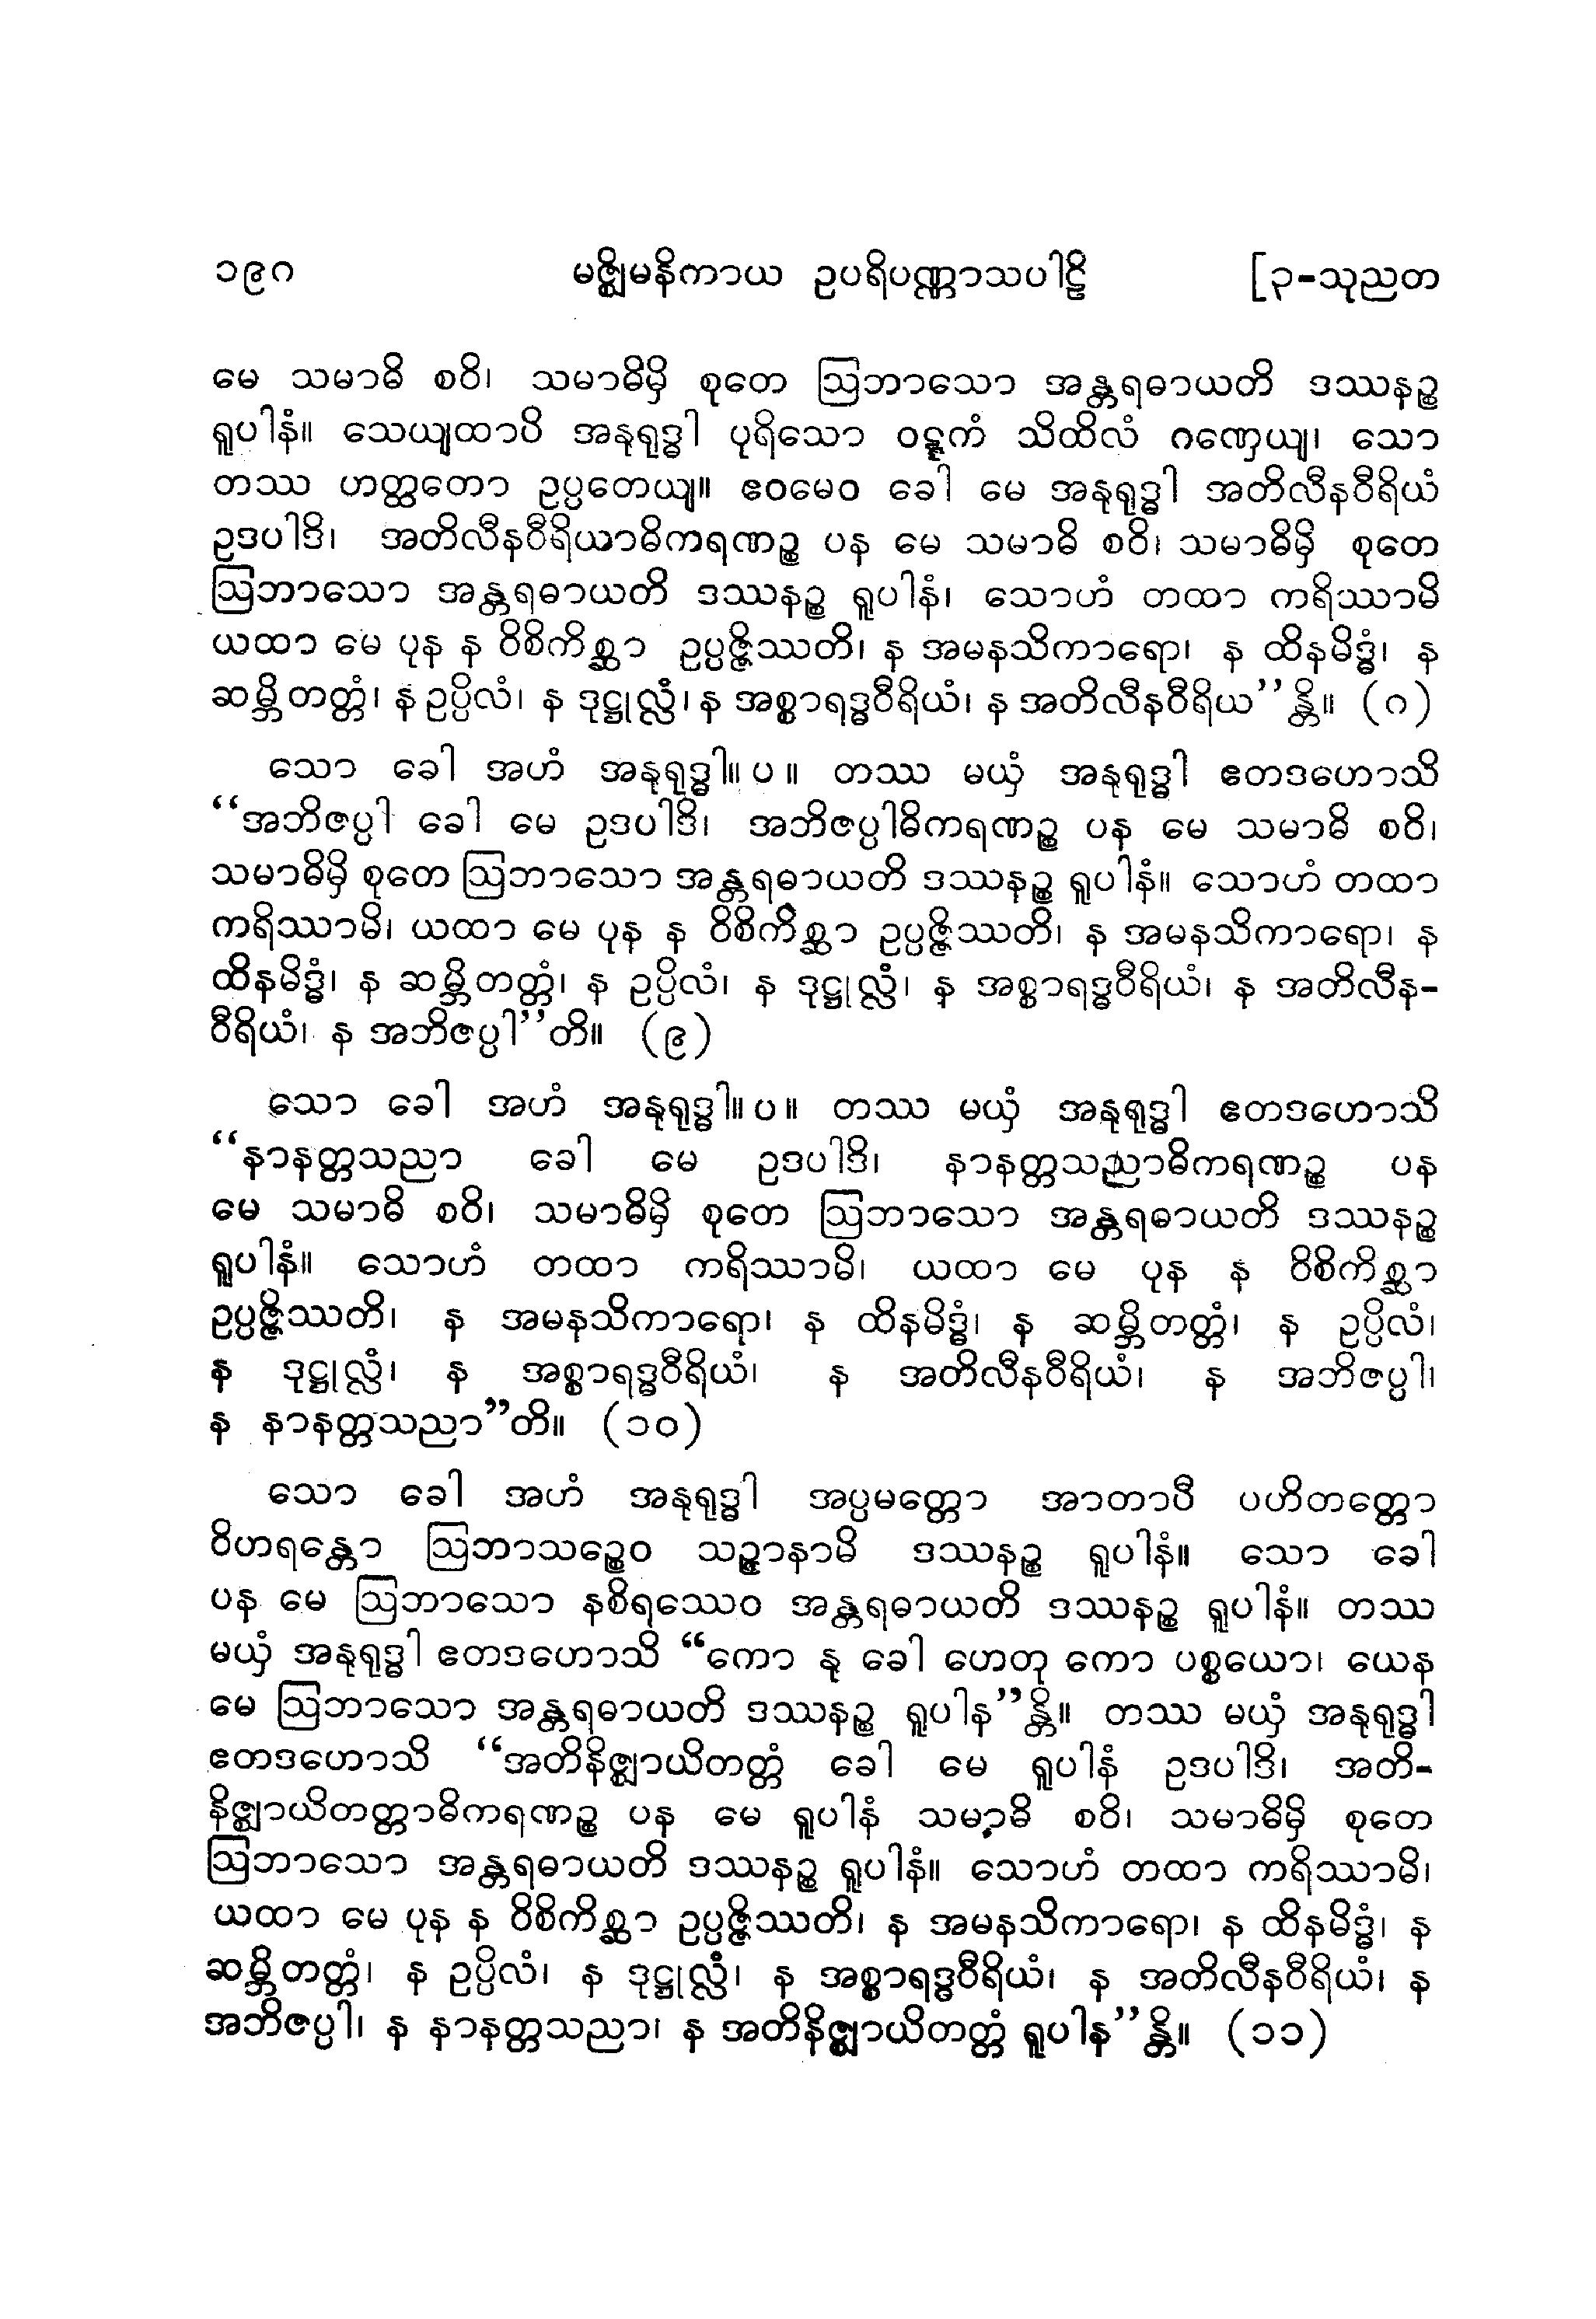 ၁၉ဂ မဇ္ဈိမနိကာယ ဥပရိပဏ္ဏာသပါဠိ [၃-သုညတ
မေ သမာဓိ စဝိ၊ သမာဓိမှိ စုတေ ဩဘာသော အန္တရဓာယတိ ဒဿနဉ္စ
ရူပါနံ။ သေယျထာပိ အနုရုဒ္ဓါ ပုရိသော ဝဋ္ဋကံ သိထိလံ ဂဏှေယျ၊ သော
တဿ ဟတ္ထတော ဥပ္ပတေယျ။ ဧဝမေဝ ခေါ မေ အနုရုဒ္ဓါ အတိလီနဝီရိယံ
ဥဒပါဒိ၊ အတိလီနဝီရိယာဓိကရဏဉ္စ ပန မေ သမာဓိ စဝိ၊ သမာဓိမှိ စုတေ
ဩဘာသော အန္တရဓာယတိ ဒဿနဉ္စ ရူပါနံ၊ သောဟံ တထာ ကရိဿာမိ
ယထာ မေ ပုန န ဝိစိကိစ္ဆာ ဥပ္ပဇ္ဇိဿတိ၊ န အမနသိကာရော၊ န ထိနမိဒ္ဓံ၊ န
ဆမ္ဘိတတ္တံ၊ န ဥပ္ပိလံ၊ န ဒုဋ္ဌုလ္လံ၊ န အစ္စာရဒ္ဓဝီရိယံ၊ န အတိလီနဝီရိယ’’န္တိ။ (ဂ)
သော ခေါ အဟံ အနုရုဒ္ဓါ။ ပ ။ တဿ မယှံ အနုရုဒ္ဓါ ဧတဒဟောသိ
‘‘အဘိဇပ္ပါ ခေါ မေ ဥဒပါဒိ၊ အဘိဇပ္ပါဓိကရဏဉ္စ ပန မေ သမာဓိ စဝိ၊
သမာဓိမှိ စုတေ ဩဘာသော အန္တရဓာယတိ ဒဿနဉ္စ ရူပါနံ။ သောဟံ တထာ
ကရိဿာမိ၊ ယထာ မေ ပုန န ဝိစိကိစ္ဆာ ဥပ္ပဇ္ဇိဿတိ၊ န အမနသိကာရော၊ န
ထိနမိဒ္ဓံ၊ န ဆမ္ဘိတတ္တံ၊ န ဥပ္ပိလံ၊ န ဒုဋ္ဌုလ္လံ၊ န အစ္စာရဒ္ဓဝီရိယံ၊ န အတိလီန-
ဝီရိယံ၊ န အဘိဇပ္ပါ’’တိ။ (၉)
သော ခေါ အဟံ အနုရုဒ္ဓါ။ ပ ။ တဿ မယှံ အနုရုဒ္ဓါ ဧတဒဟောသိ
‘‘နာနတ္တသညာ ခေါ မေ ဥဒပါဒိ၊ နာနတ္တသညာဓိကရဏဉ္စ ပန
မေ သမာဓိ စဝိ၊ သမာဓိမှိ စုတေ ဩဘာသော အန္တရဓာယတိ ဒဿနဉ္စ
ရူပါနံ။ သောဟံ တထာ ကရိဿာမိ၊ ယထာ မေ ပုန န ဝိစိကိစ္ဆာ
ဥပ္ပဇ္ဇိဿတိ၊ န အမနသိကာရော၊ န ထိနမိဒ္ဓံ၊ န ဆမ္ဘိတတ္တံ၊ န ဥပ္ပိလံ၊
န ဒုဋ္ဌုလ္လံ၊ န အစ္စာရဒ္ဓဝီရိယံ၊ န အတိလီနဝီရိယံ၊ န အဘိဇပ္ပါ၊
န နာနတ္တသညာ’’တိ။ (၁၀)
သော ခေါ အဟံ အနုရုဒ္ဓါ အပ္ပမတ္တော အာတာပီ ပဟိတတ္တော
ဝိဟရန္တော ဩဘာသဉ္စေဝ သဉ္ဇာနာမိ ဒဿနဉ္စ ရူပါနံ။ သော ခေါ
ပန မေ ဩဘာသော နစိရဿေဝ အန္တရဓာယတိ ဒဿနဉ္စ ရူပါနံ။ တဿ
မယှံ အနုရုဒ္ဓါ ဧတဒဟောသိ ‘‘ကော နု ခေါ ဟေတု ကော ပစ္စယော၊ ယေန
မေ ဩဘာသော အန္တရဓာယတိ ဒဿနဉ္စ ရူပါန’’န္တိ။ တဿ မယှံ အနုရုဒ္ဓါ
ဧတဒဟောသိ ‘‘အတိနိဇ္ဈာယိတတ္တံ ခေါ မေ ရူပါနံ ဥဒပါဒိ၊ အတိ-
နိဇ္ဈာယိတတ္တာဓိကရဏဉ္စ ပန မေ ရူပါနံ သမာဓိ စဝိ၊ သမာဓိမှိ စုတေ
ဩဘာသော အန္တရဓာယတိ ဒဿနဉ္စ ရူပါနံ။ သောဟံ တထာ ကရိဿာမိ၊
ယထာ မေ ပုန န ဝိစိကိစ္ဆာ ဥပ္ပဇ္ဇိဿတိ၊ န အမနသိကာရော၊ န ထိနမိဒ္ဓံ၊ န
ဆမ္ဘိတတ္တံ၊ န ဥပ္ပိလံ၊ န ဒုဋ္ဌုလ္လံ၊ န အစ္စာရဒ္ဓဝီရိယံ၊ န အတိလီနဝီရိယံ၊ န
အဘိဇပ္ပါ၊ န နာနတ္တသညာ၊ န အတိနိဇ္ဈာယိတတ္တံ ရူပါန’’န္တိ။ (၁၁)